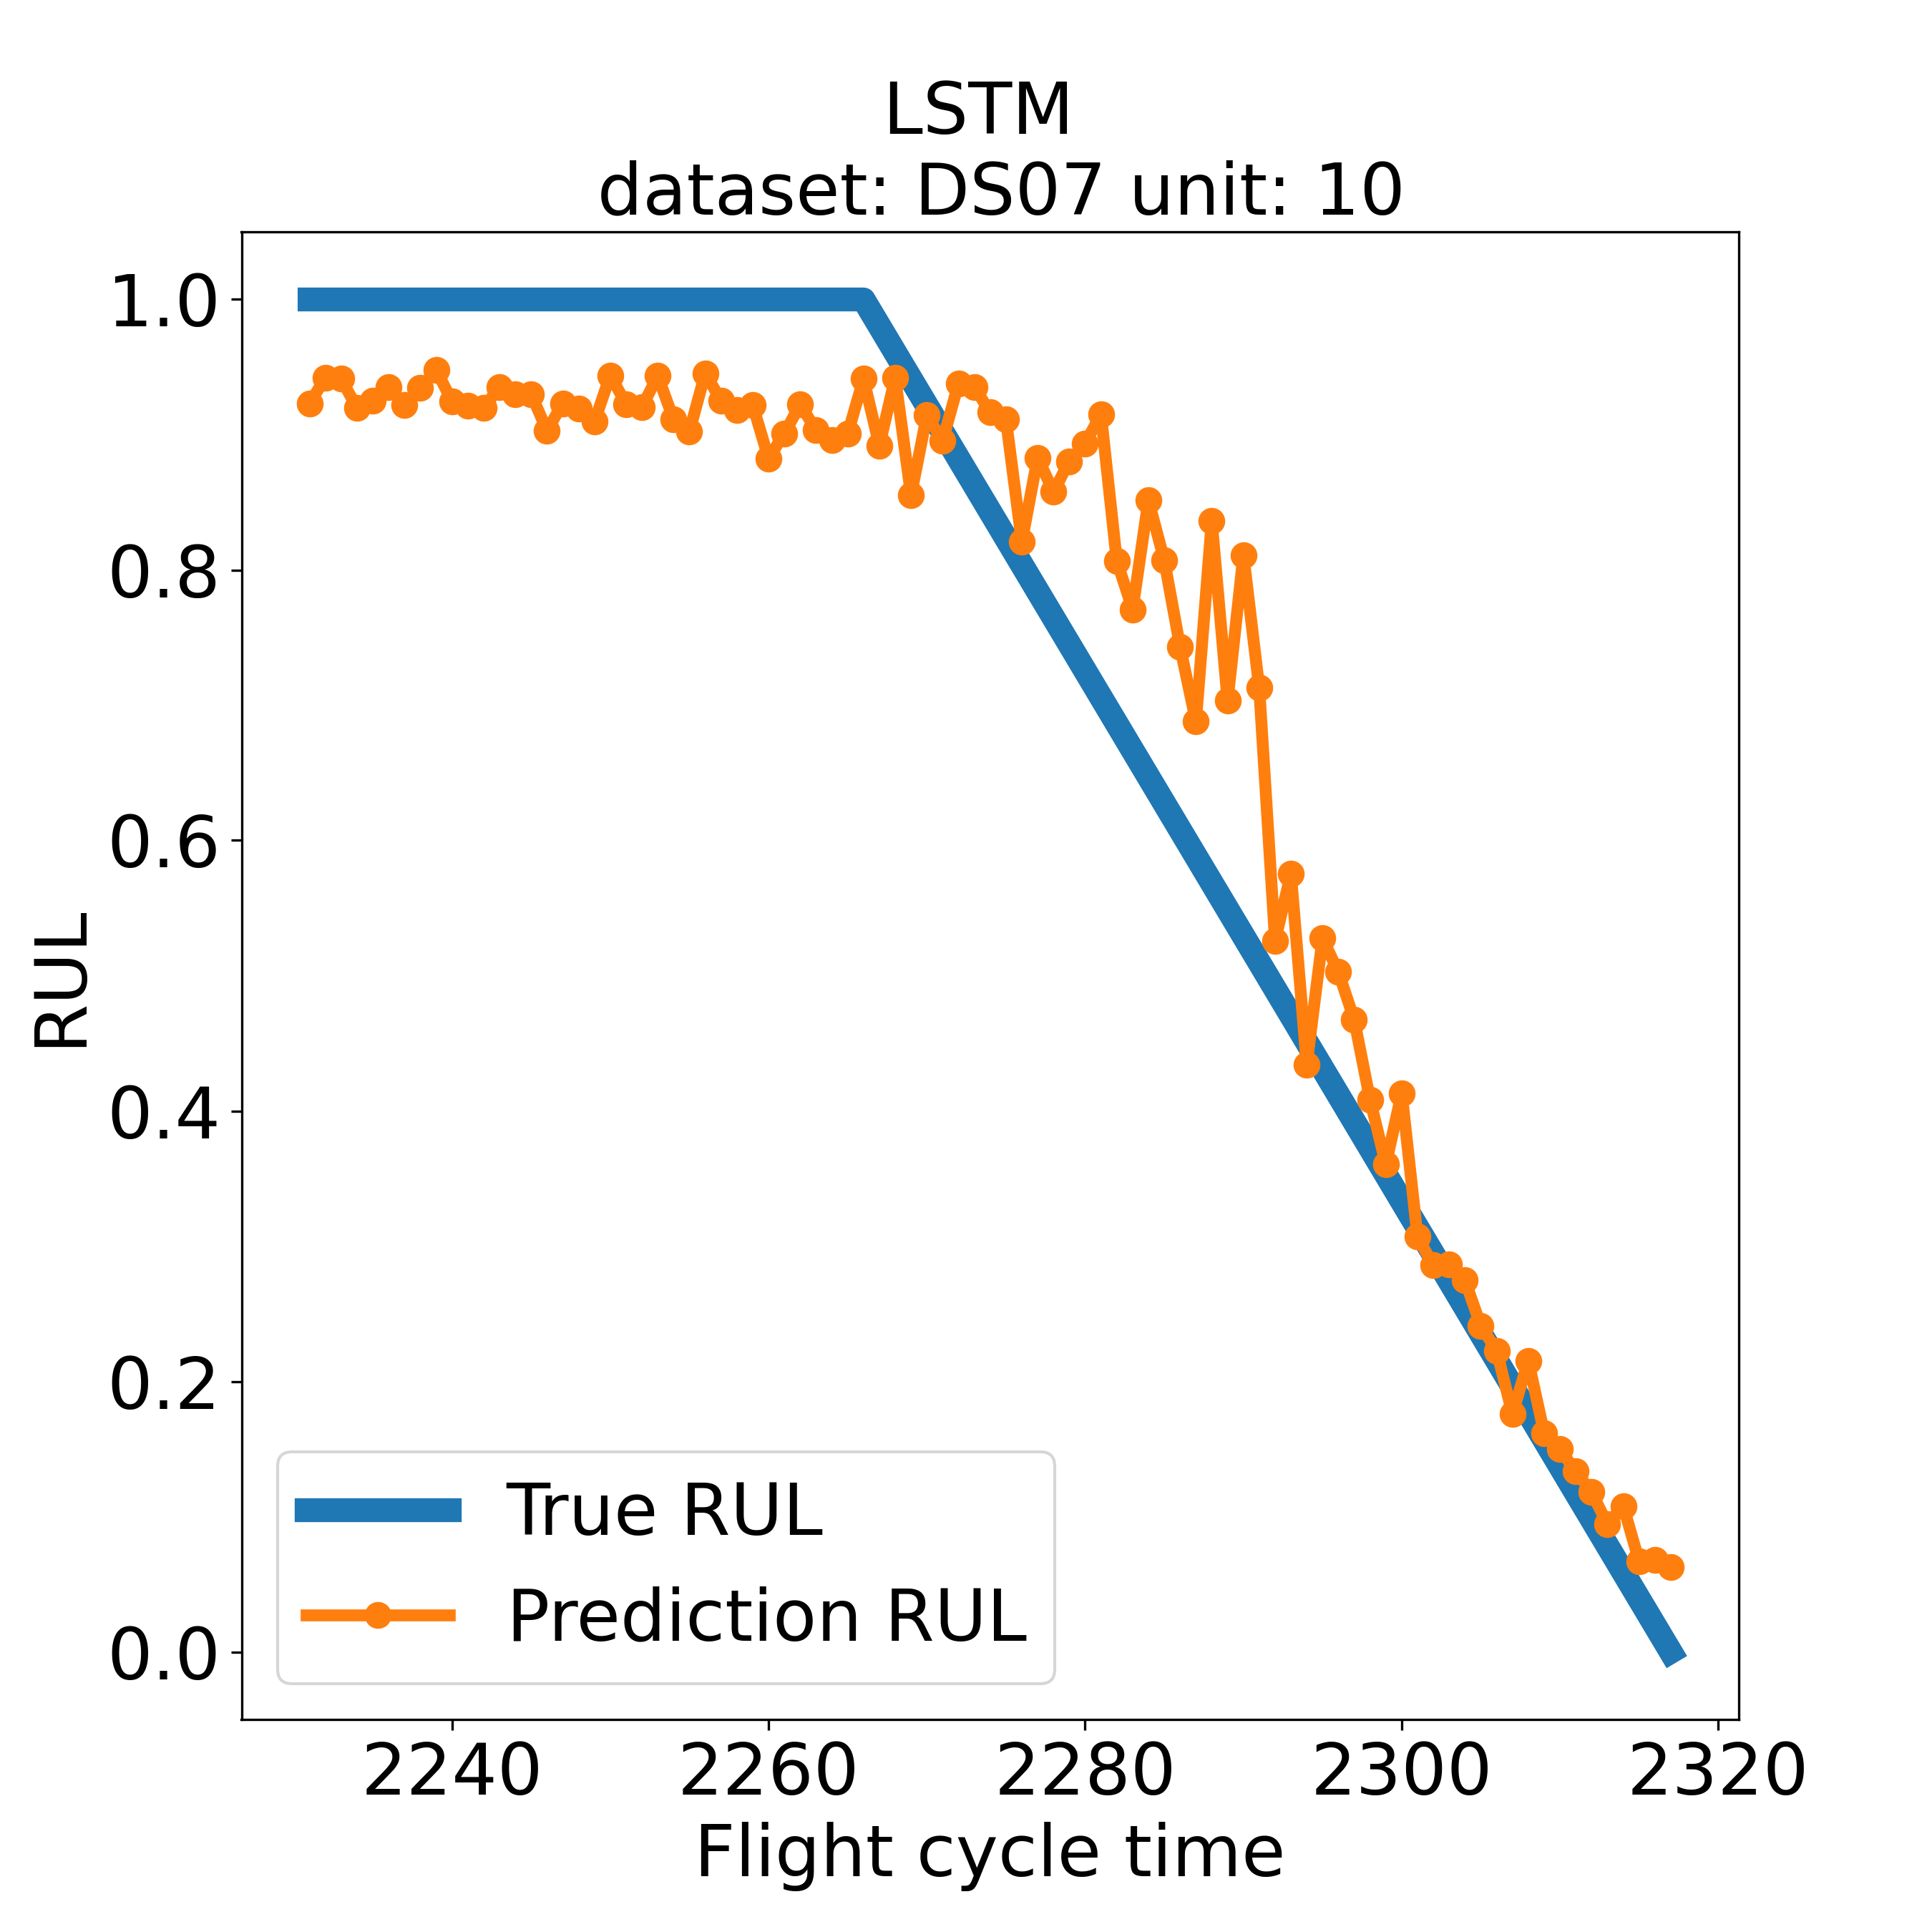 LSTM
dataset: DS07 unit: 10
1.0
0.8
0.6
0.4
0.2
0.0
RUL
True RUL
Prediction RUL
2240 2260 2280 2300 2320
Flight cycle time